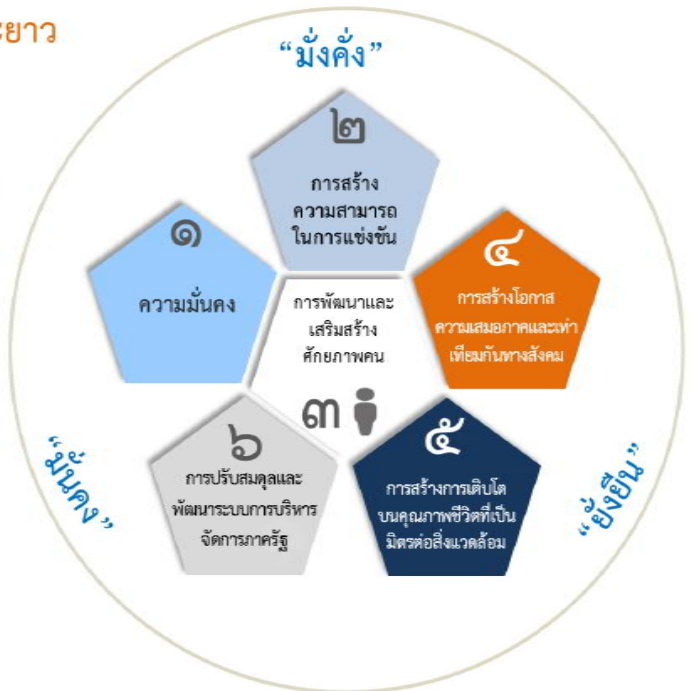 ะยาว
“มั่งคั่ง”
๒
การสร้าง
ความสามารถ
ในการแข่งขัน
๑
ความมั่นคง
๔
การสร้างโอกาส
ความเสมอภาคและเท่า
เทียมกันทางสังคม
การพัฒนาและ
เสริมสร้าง
ศักยภาพคน
๓
๖
การปรับสมดุลและ
พัฒนาระบบการบริหาร
จัดการภาครัฐ
๕
การสร้างการเติบโต
บนคุณภาพชีวิตที่เป็น
มิตรต่อสิ่งแวดล้อม
“มั่นคง”
“ยั่งยืน”